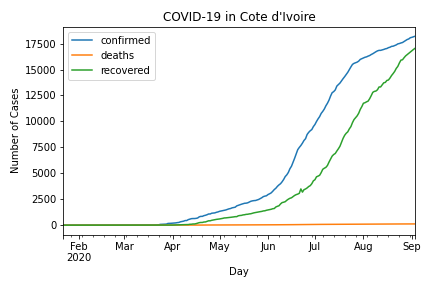 COVID-19 in Cote d'Ivoire
confirmed
deaths
recovered
Number of Cases
17500
15000
12500
10000
7500
5000
2500
0
Feb Mar Apr May Jun Jul Aug Sep
2020
Day